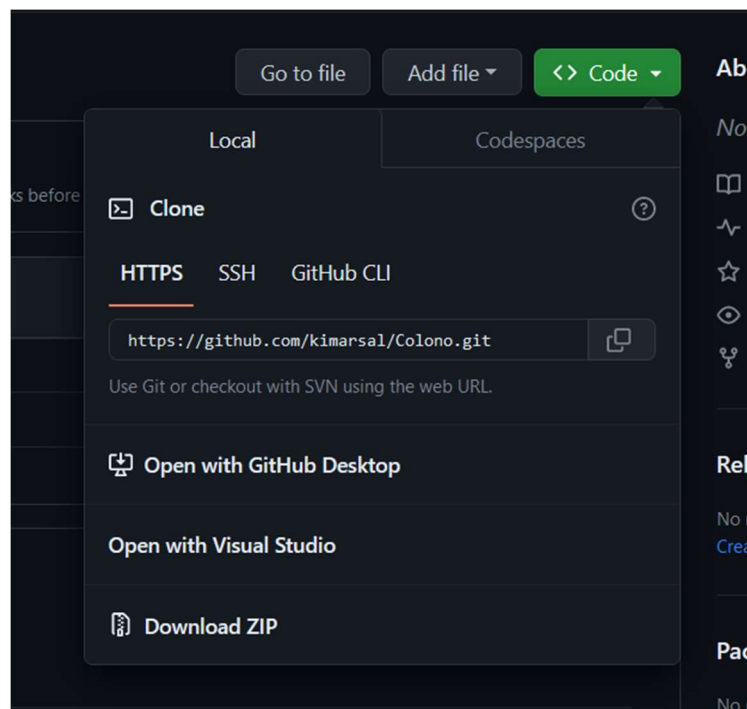 Go to file
Add file
<> Code
Ab
No
Local
Codespaces
ks before
Clone
HTTPS
SSH
GitHub CLI
https://github.com/kimarsal/Colono.git
Use Git or checkout with SVN using the web URL.
Open with GitHub Desktop
Rel
No
Open with Visual Studio
Crea
Download ZIP
Pac
No